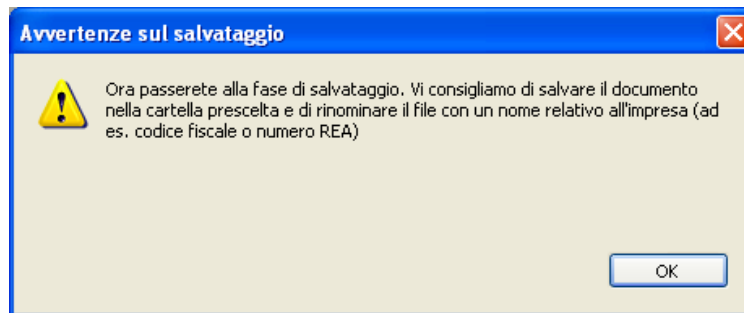 Avvertenze sul salvataggio
Ora passerete alla fase di salvataggio. Vi consigliamo di salvare il documento
nella cartella prescelta e di rinominare il file con un nome relativo all'impresa (ad
es. codice fiscale o numero REA)
OK